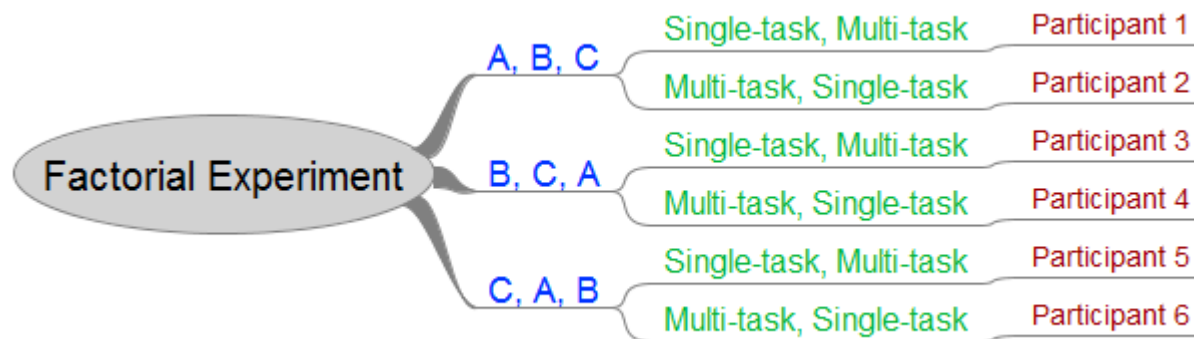 Factorial Experiment
A, B, C
Single-task, Multi-task
Participant 1
Multi-task, Single-task
Participant 2
B, C, A
Single-task, Multi-task
Participant 3
Multi-task, Single-task
Participant 4
C, A, B
Single-task, Multi-task
Participant 5
Multi-task, Single-task
Participant 6